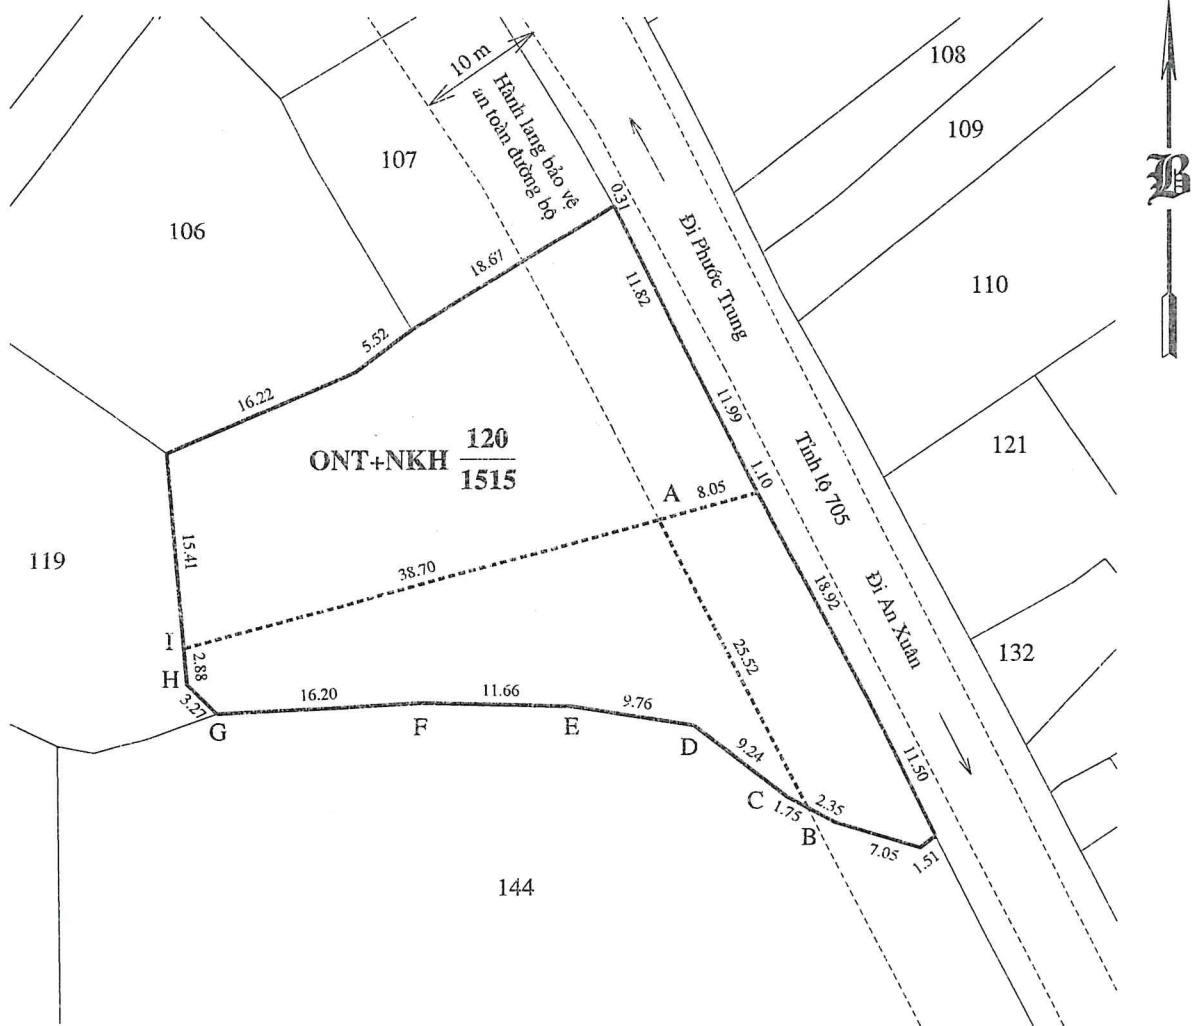 108
10 m
109
Hành lang bảo vệ
an toàn đường bộ
107
B
0.31
106
Đi Phước Trung
18.67
11.82
110
5.52
16.22
11.99
ONT+NKH 120
1515
Tỉnh lộ 705
121
1.10
A
8.05
15.41
119
38.70
Đi An Xuân
18.92
I
2.88
25.52
132
H
3.27
16.20
11.66
9.76
G
F
E
D
9.24
11.50
C
1.75
2.35
B
7.05
1.51
144